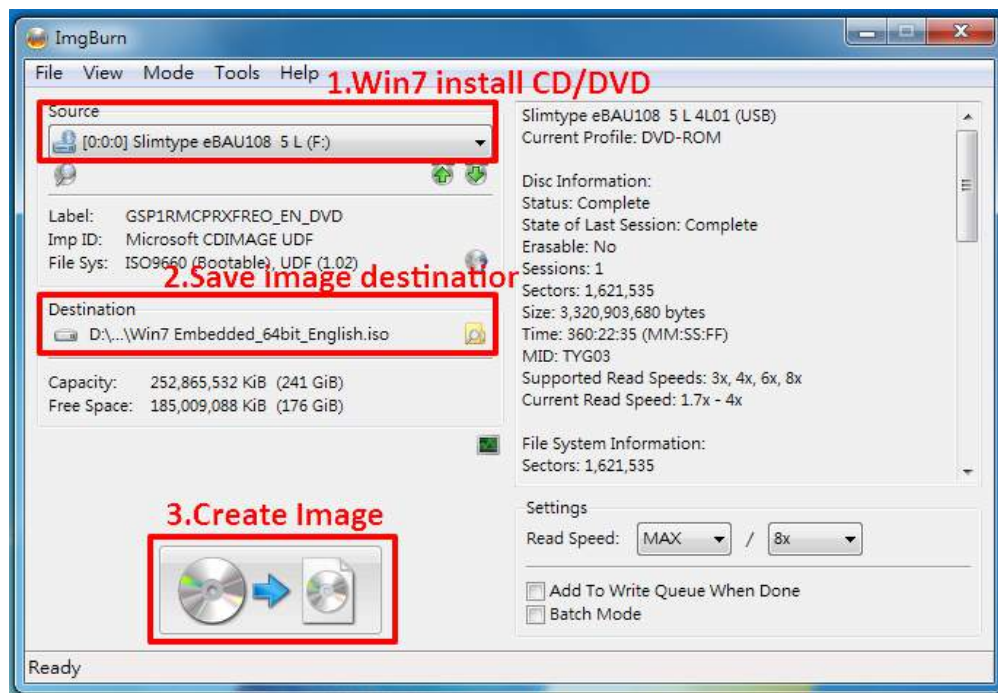 ImgBurn
File View Mode Tools Help
1.Win7 install CD/DVD
Source
[0:0:0] Slimtype eBAU108 5 L (F:)
Label: GSP1RMCPRXFREO_EN_DVD
Imp ID: Microsoft CDIMAGE UDF
File Sys: ISO9660 (Bootable), UDF (1.02)
2.Save image destination
Destination
D:\...\Win7 Embedded_64bit_English.iso
Capacity: 252,865,532 KiB (241 GiB)
Free Space: 185,009,088 KiB (176 GiB)
3.Create Image
Slimtype eBAU108 5 L 4L01 (USB)
Current Profile: DVD-ROM
Disc Information:
Status: Complete
State of Last Session: Complete
Erasable: No
Sessions: 1
Sectors: 1,621,535
Size: 3,320,903,680 bytes
Time: 360:22:35 (MM:SS:FF)
MID: TYG03
Supported Read Speeds: 3x, 4x, 6x, 8x
Current Read Speed: 1.7x - 4x
File System Information:
Sectors: 1,621,535
Settings
Read Speed: MAX / 8x
Add To Write Queue When Done
Batch Mode
Ready